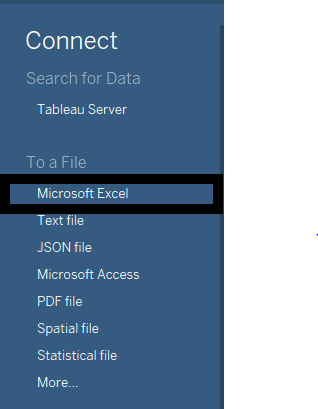 Connect
Search for Data
Tableau Server
To a File
Microsoft Excel
Text file
JSON file
Microsoft Access
PDF file
Spatial file
Statistical file
More...